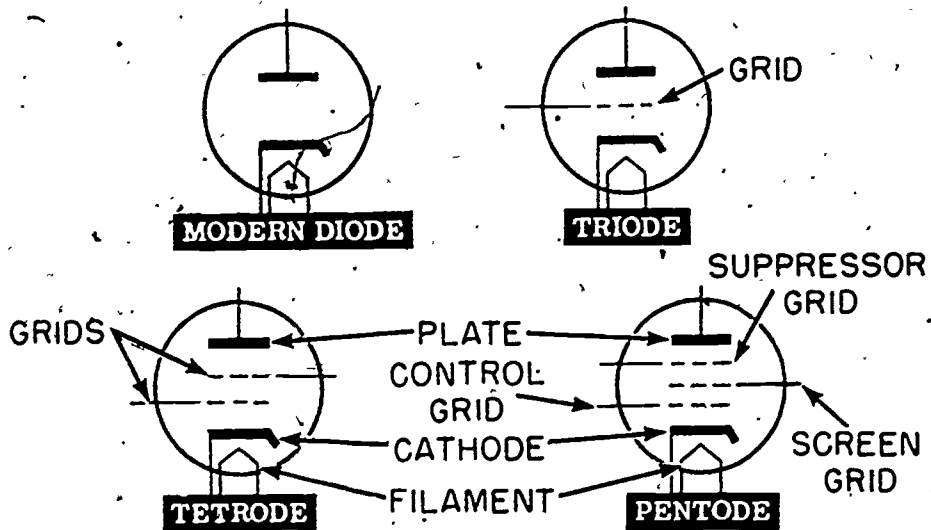 GRID
MODERN DIODE
TRIODE
SUPPRESSOR
GRID
GRIDS
PLATE
CONTROL
GRID
CATHODE
SCREEN
GRID
FILAMENT
TETRODE
PENTODE